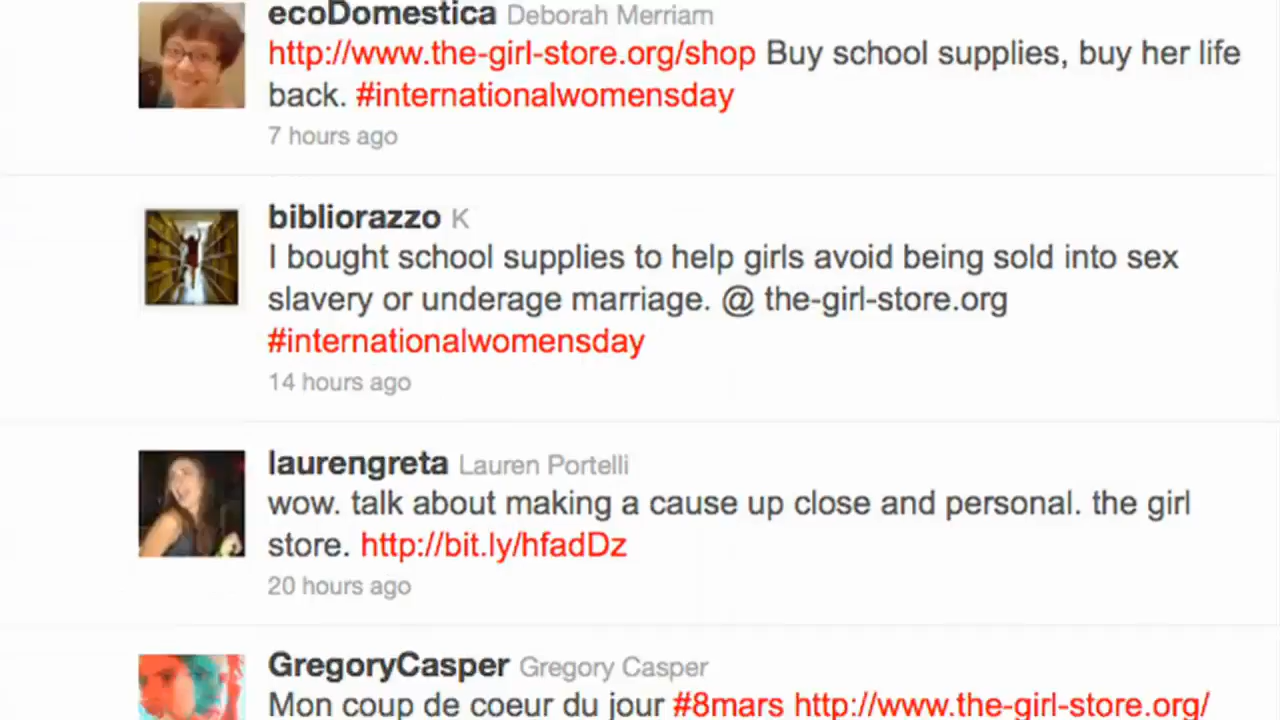 ecoDomestica Deborah Merriam
http://www.the-girl-store.org/shop Buy school supplies, buy her life
back. #internationalwomensday
7 hours ago
bibliorazzo K
I bought school supplies to help girls avoid being sold into sex
slavery or underage marriage. @ the-girl-store.org
#internationalwomensday
14 hours ago
laurengreta Lauren Portelli
wow. talk about making a cause up close and personal. the girl
store. http://bit.ly/hfadDz
20 hours ago
GregoryCasper Gregory Casper
Mon coup de coeur du jour #8mars http://www.the-girl-store.org/